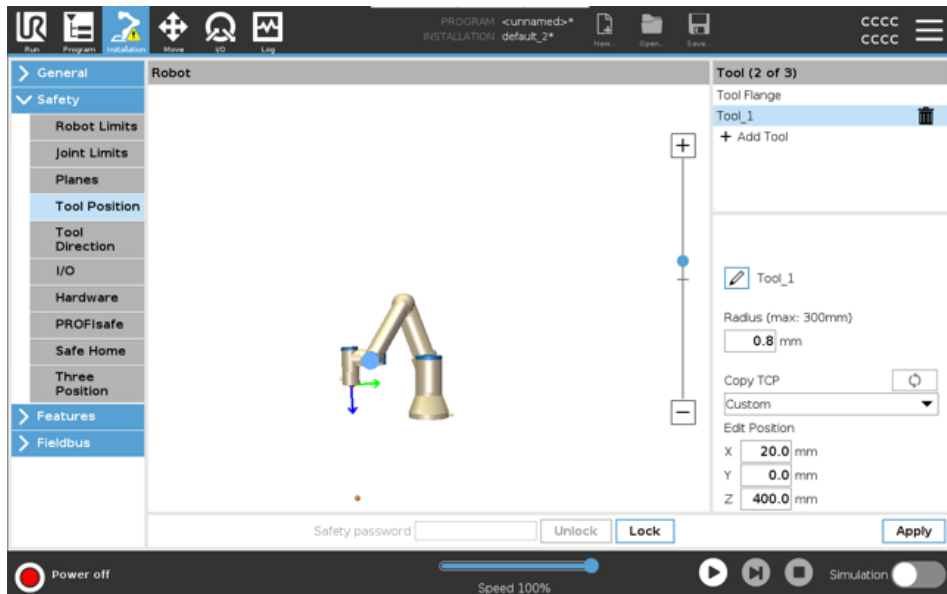 UR
PROGRAM <unnamed>*
INSTALLATION default_2*
Run Program Installation Move I/O Log
New... Open... Save...
cccc
cccc
General
Safety
Robot Limits
Joint Limits
Planes
Tool Position
Tool
Direction
I/O
Hardware
PROFIsafe
Safe Home
Three
Position
Features
Fieldbus
Robot
Tool (2 of 3)
Tool Flange
Tool_1
+ Add Tool
Tool_1
Radius (max: 300mm)
0.8 mm
Copy TCP
Custom
Edit Position
X 20.0 mm
Y 0.0 mm
Z 400.0 mm
Safety password Unlock Lock Apply
Power off
Speed 100%
Simulation